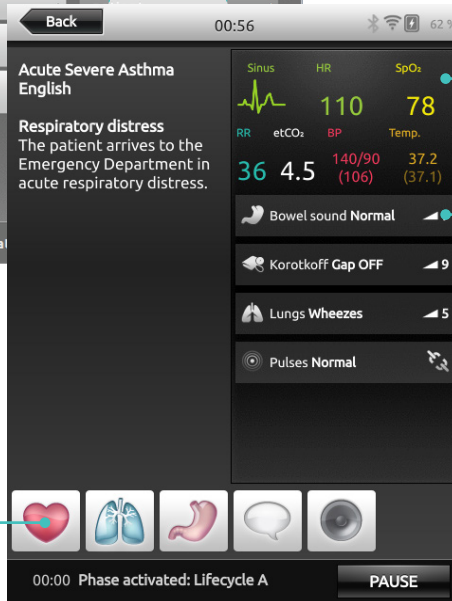 Back
00:56
62 %
Acute Severe Asthma
English
Respiratory distress
The patient arrives to the
Emergency Department in
acute respiratory distress.
Sinus HR SpO₂
110 78
RR etCO₂ BP Temp.
36 4.5 140/90 37.2
(106) (37.1)
Bowel sound Normal
Korotkoff Gap OFF 9
Lungs Wheezes 5
Pulses Normal
00:00 Phase activated: Lifecycle A
PAUSE